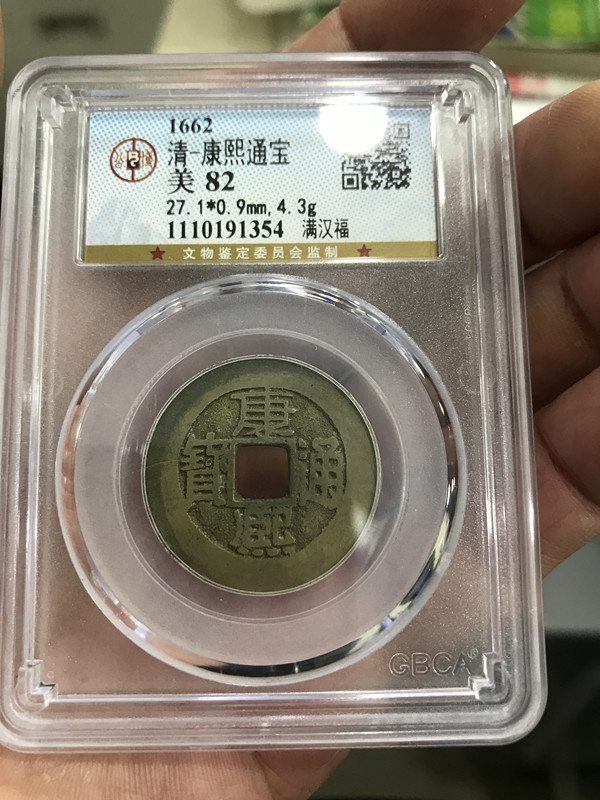 1662
清-康熙通宝
美 82
27.1*0.9mm,4.3g
1110191354 满汉福
★ 文物鉴定委员会监制 ★
康
寶 通
熙
GBCA®